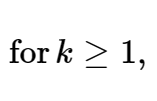 for k ≥ 1,